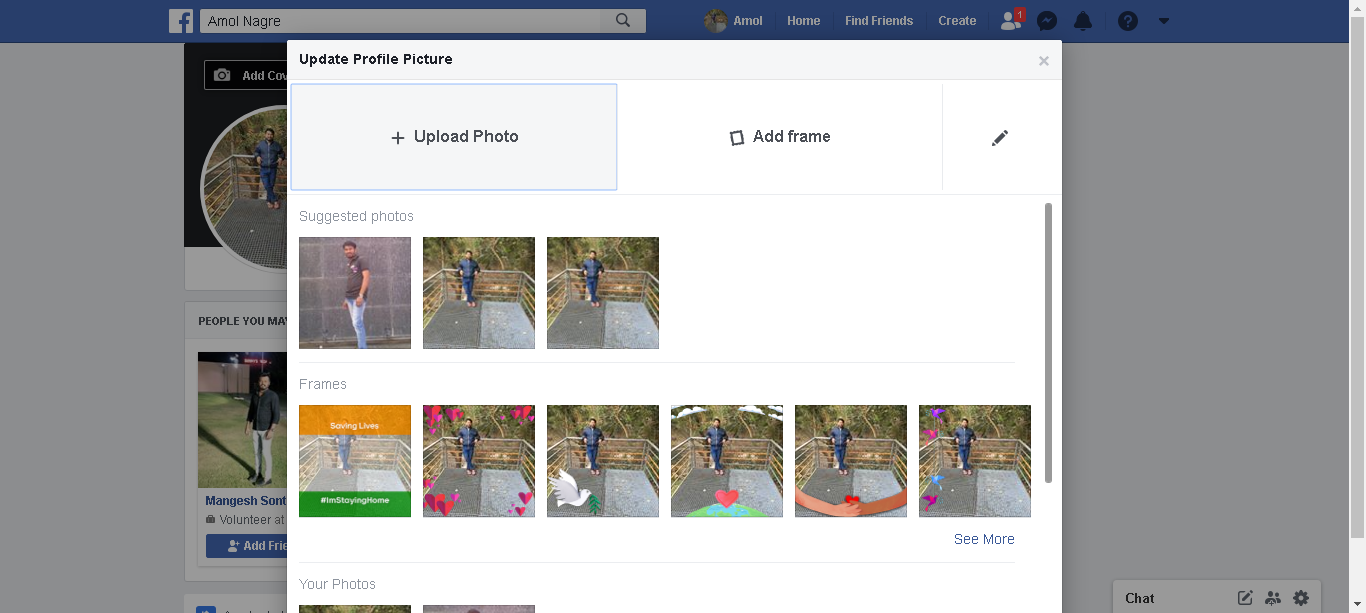 Amol Nagre
Amol
Home
Find Friends
Create
1
Update Profile Picture
Add Cov
Upload Photo
Add frame
Suggested photos
PEOPLE YOU MAY
Frames
Saving Lives
#ImStayingHome
Mangesh Sont
Volunteer at
Add Frie
See More
Your Photos
Chat